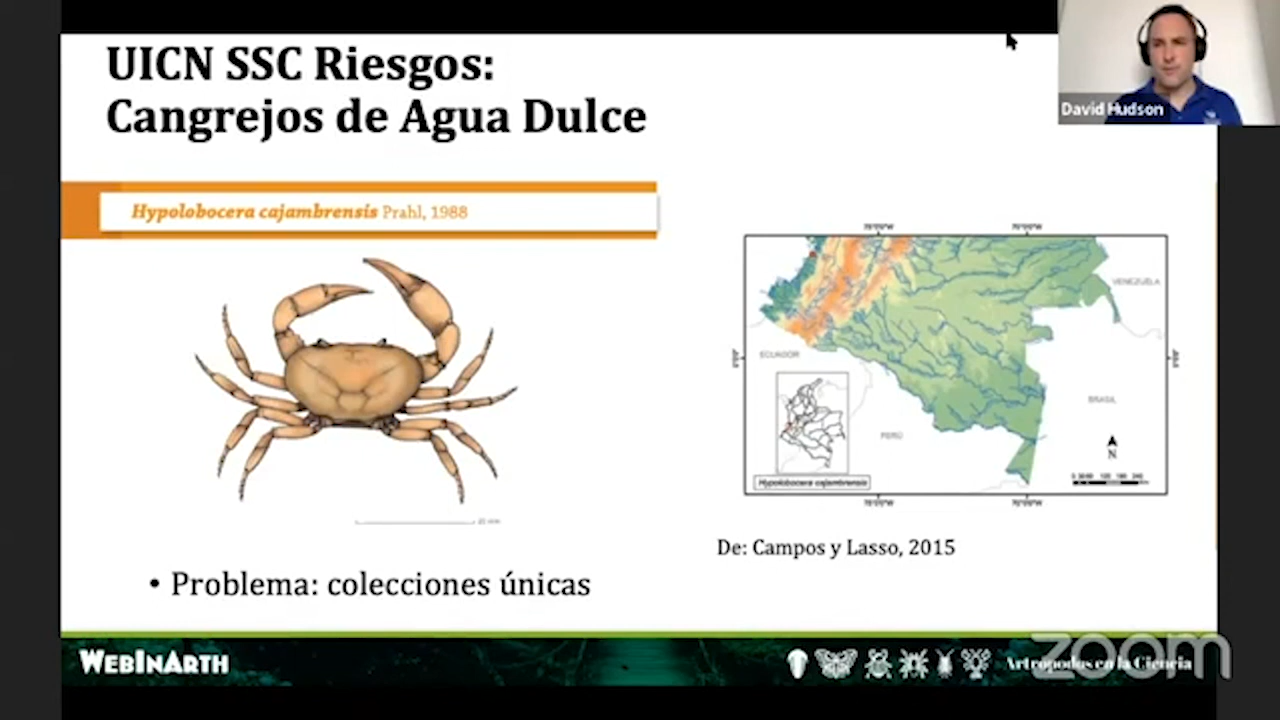 UICN SSC Riesgos:
Cangrejos de Agua Dulce
David Hudson
Hypolobocera cajambrensis Prahl, 1988
VENEZUELA
ECUADOR
BRASIL
PERÚ
N
Hypolobocera cajambrensis
De: Campos y Lasso, 2015
• Problema: colecciones únicas
WEBINARTH
Artropodos en la Ciencia
zoom